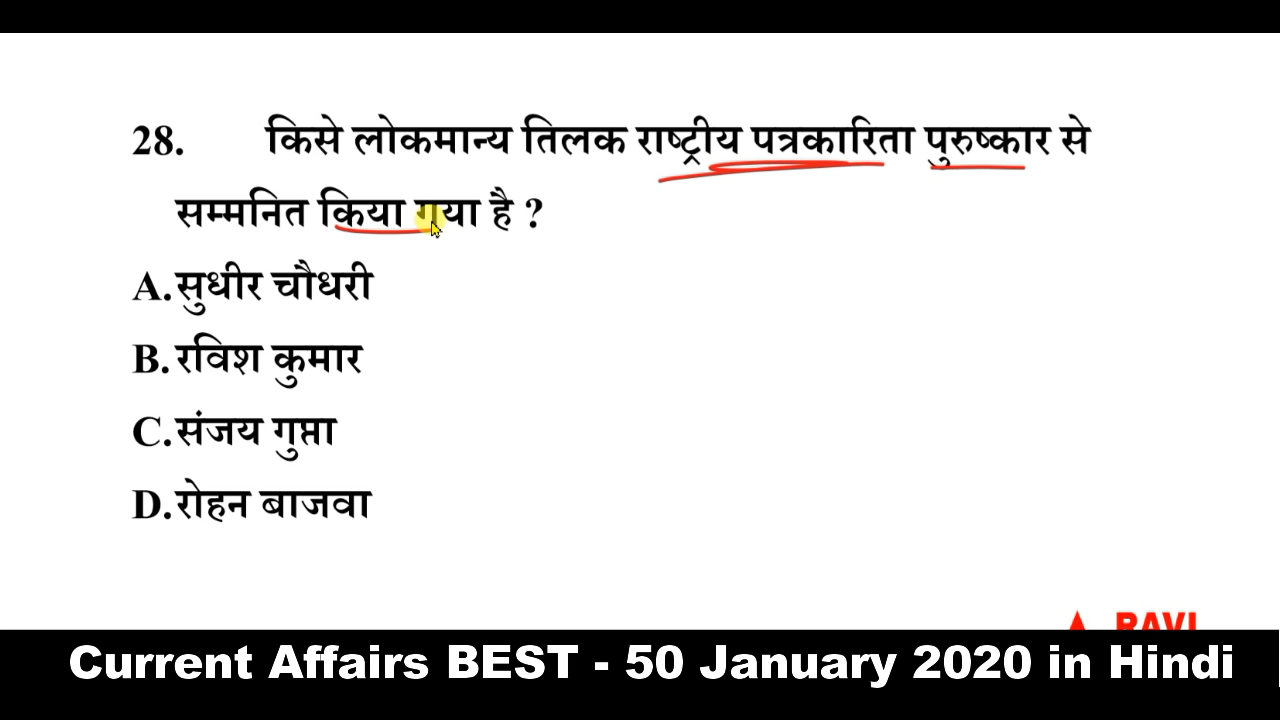 28. किसे लोकमान्य तिलक राष्ट्रीय पत्रकारिता पुरुष्कार से
सम्मनित किया गया है ?
A.सुधीर चौधरी
B.रविश कुमार
C.संजय गुप्ता
D.रोहन बाजवा
RAVI
Current Affairs BEST - 50 January 2020 in Hindi